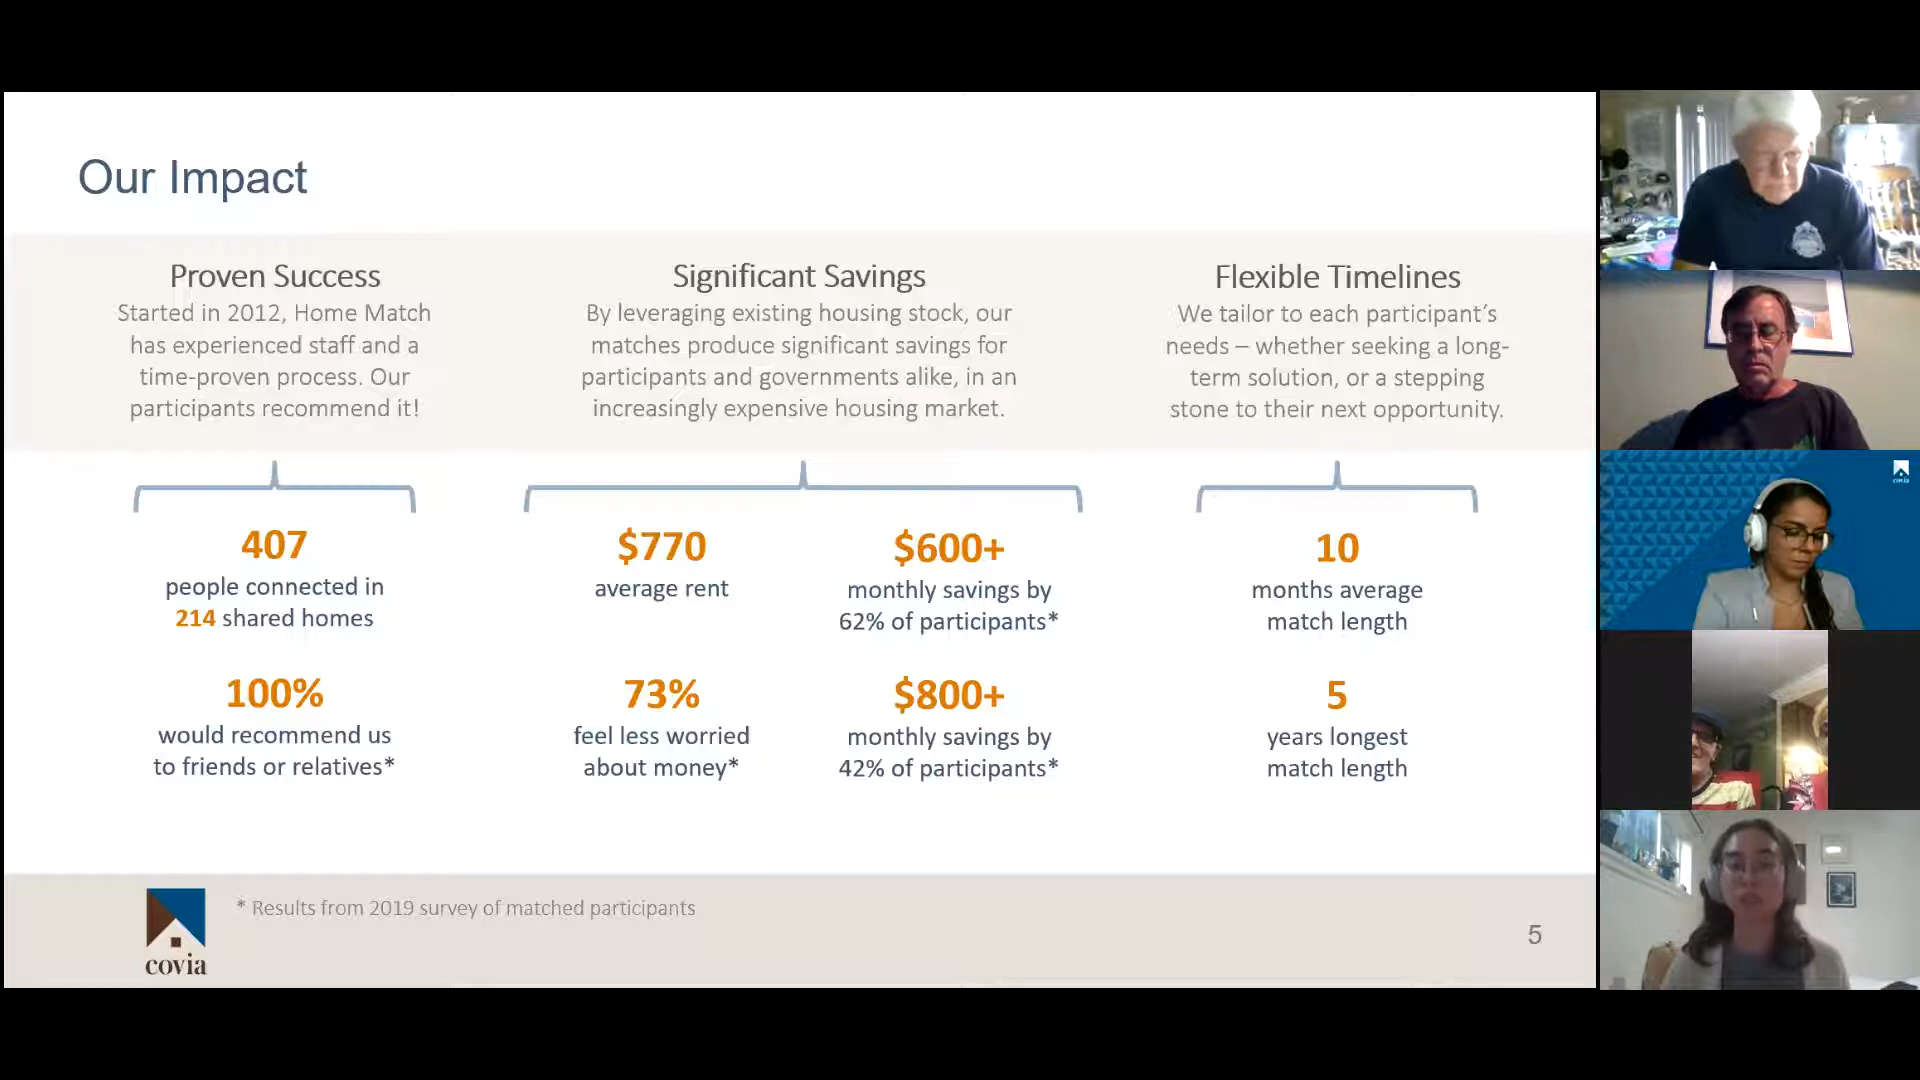 Our Impact
Proven Success
Started in 2012, Home Match
has experienced staff and a
time-proven process. Our
participants recommend it!
407
people connected in
214 shared homes
100%
would recommend us
to friends or relatives*
Significant Savings
By leveraging existing housing stock, our
matches produce significant savings for
participants and governments alike, in an
increasingly expensive housing market.
$770
average rent
$600+
monthly savings by
62% of participants*
73%
feel less worried
about money*
$800+
monthly savings by
42% of participants*
Flexible Timelines
We tailor to each participant’s
needs – whether seeking a long-
term solution, or a stepping
stone to their next opportunity.
10
months average
match length
5
years longest
match length
covia
* Results from 2019 survey of matched participants
5
covia